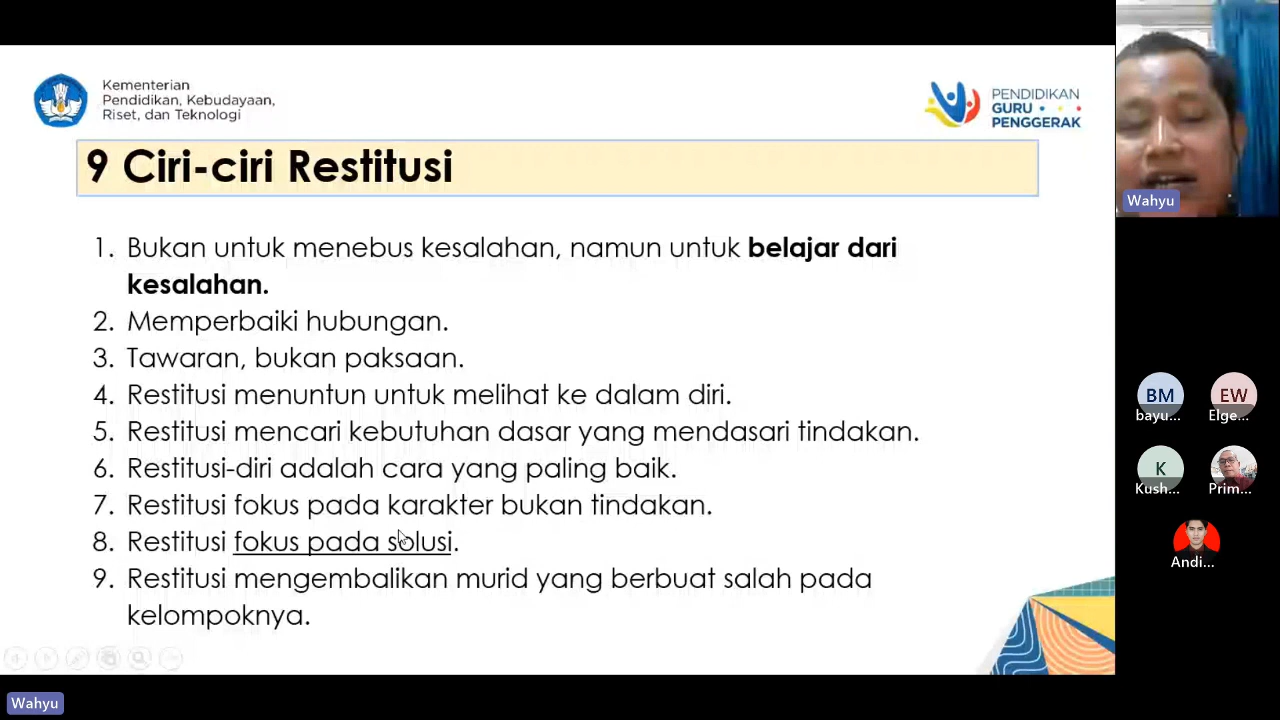 Kementerian
Pendidikan, Kebudayaan,
Riset, dan Teknologi
PENDIDIKAN
GURU
PENGGERAK
9 Ciri-ciri Restitusi
1. Bukan untuk menebus kesalahan, namun untuk belajar dari
kesalahan.
2. Memperbaiki hubungan.
3. Tawaran, bukan paksaan.
4. Restitusi menuntun untuk melihat ke dalam diri.
5. Restitusi mencari kebutuhan dasar yang mendasari tindakan.
6. Restitusi-diri adalah cara yang paling baik.
7. Restitusi fokus pada karakter bukan tindakan.
8. Restitusi fokus pada solusi.
9. Restitusi mengembalikan murid yang berbuat salah pada
kelompoknya.
Wahyu
BM
bayu...
EW
Elge...
K
Kush...
Prim...
Andi...
Wahyu